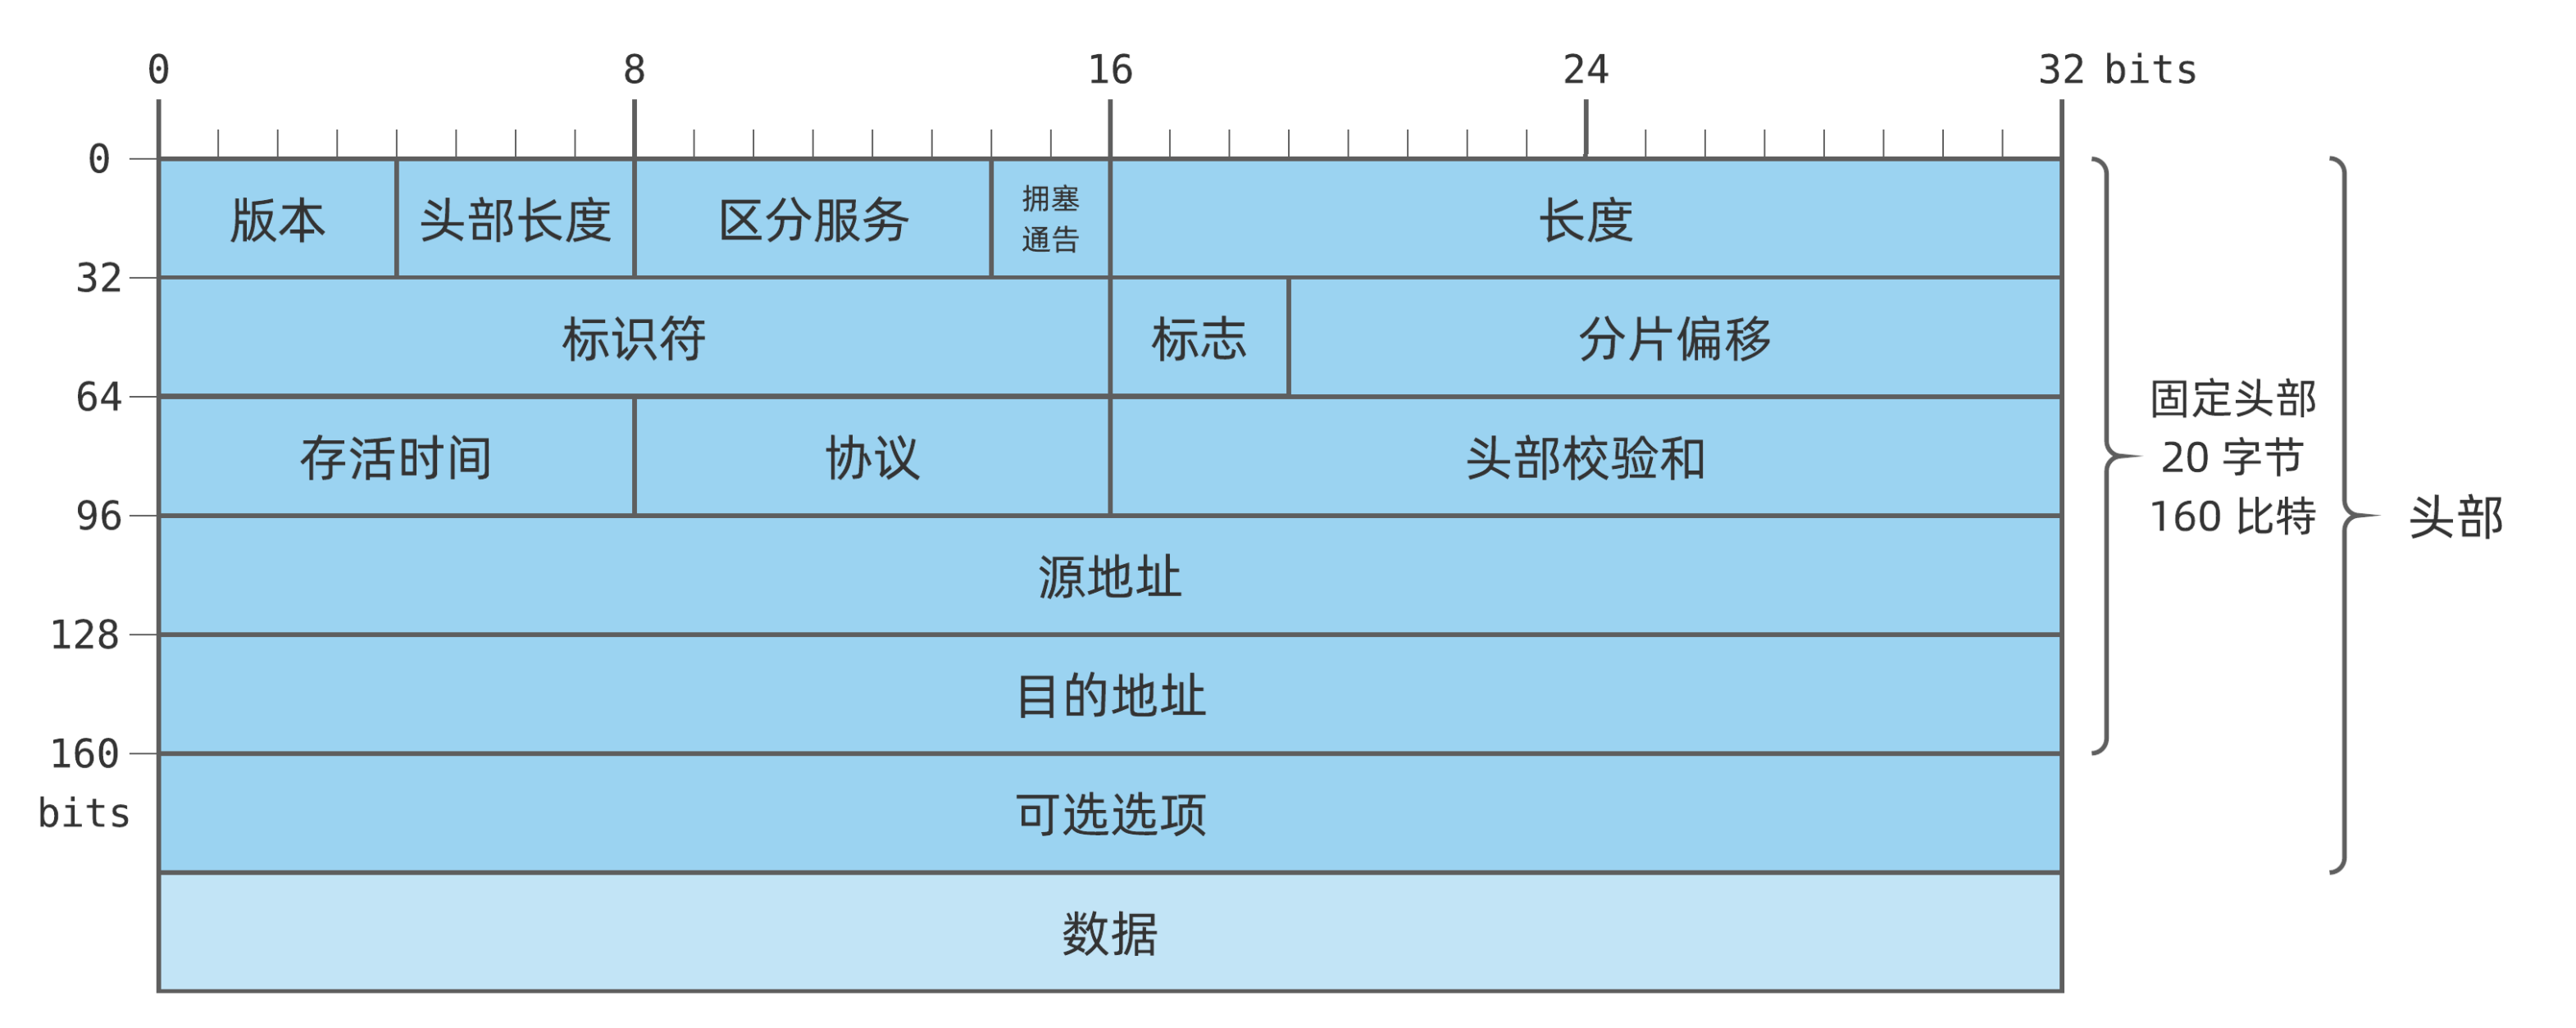 0 8 16 24 32 bits
0
版本 头部长度 区分服务 拥塞 长度
通告
32
标识符 标志 分片偏移
64
存活时间 协议 头部校验和
固定头部
20 字节
160 比特
头部
96
源地址
128
目的地址
160
bits
可选选项
数据